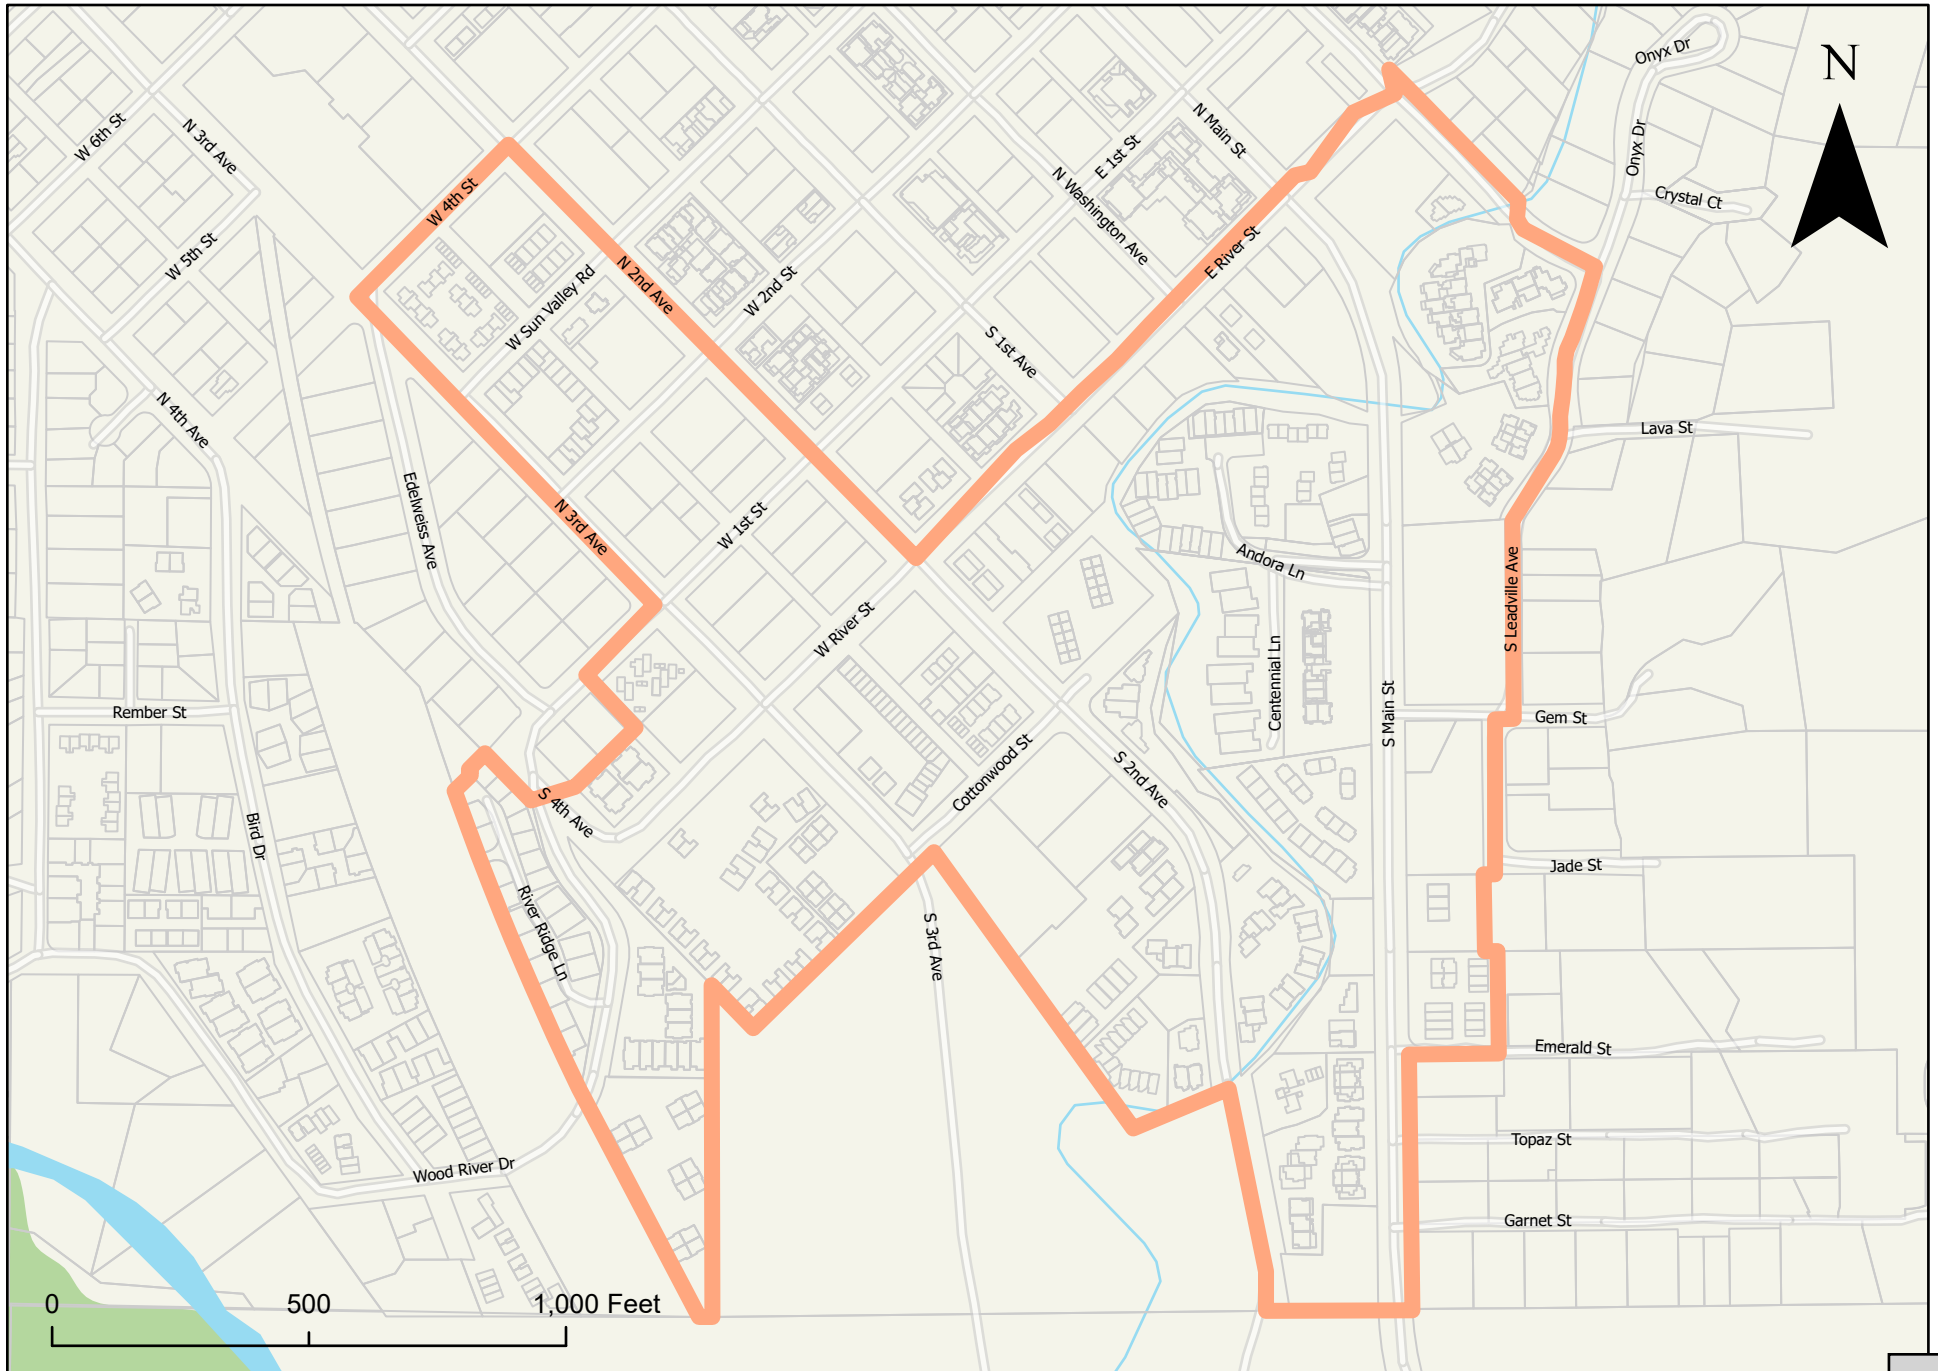 Onyx Dr
N
W 6th St
N 3rd Ave
N Main St
Onyx Dr
E 1st St
Crystal Ct
W 4th St
N Washington Ave
W 5th St
E River St
N 2nd Ave
W 2nd St
W Sun Valley Rd
S 1st Ave
N 4th Ave
Lava St
Edelweiss Ave
N 3rd Ave
W 1st St
Andora Ln
S Leadville Ave
W River St
Centennial Ln
Rember St
S Main St
Gem St
Cottonwood St
S 2nd Ave
S 4th Ave
Bird Dr
Jade St
River Ridge Ln
S 3rd Ave
Emerald St
Topaz St
Wood River Dr
Garnet St
0 500 1,000 Feet